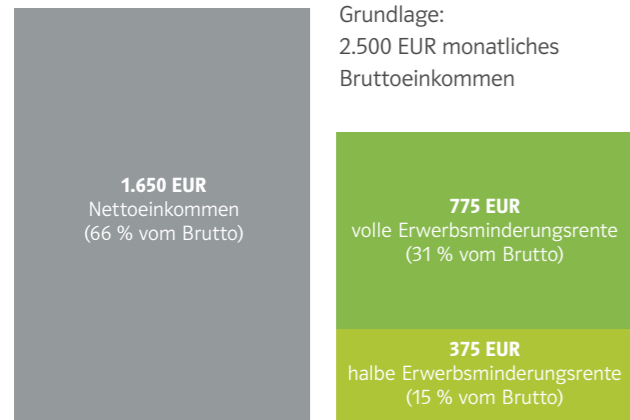 Grundlage:
2.500 EUR monatliches
Bruttoeinkommen
1.650 EUR
Nettoeinkommen
(66 % vom Brutto)
775 EUR
volle Erwerbsminderungsrente
(31 % vom Brutto)
375 EUR
halbe Erwerbsminderungsrente
(15 % vom Brutto)